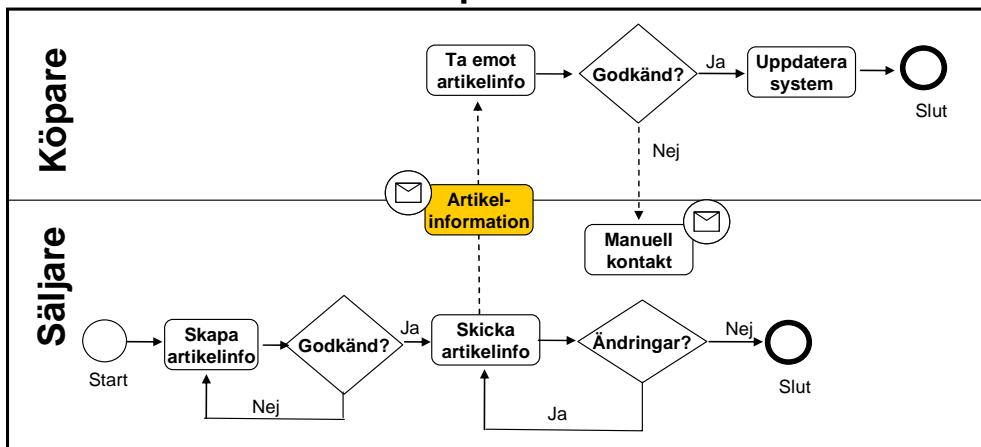 Köpare
Ta emot
artikelinfo
Godkänd?
Ja
Uppdatera
system
Slut
Nej
Artikel-
information
Manuell
kontakt
Säljare
Start
Skapa
artikelinfo
Godkänd?
Ja
Nej
Skicka
artikelinfo
Ändringar?
Ja
Nej
Slut